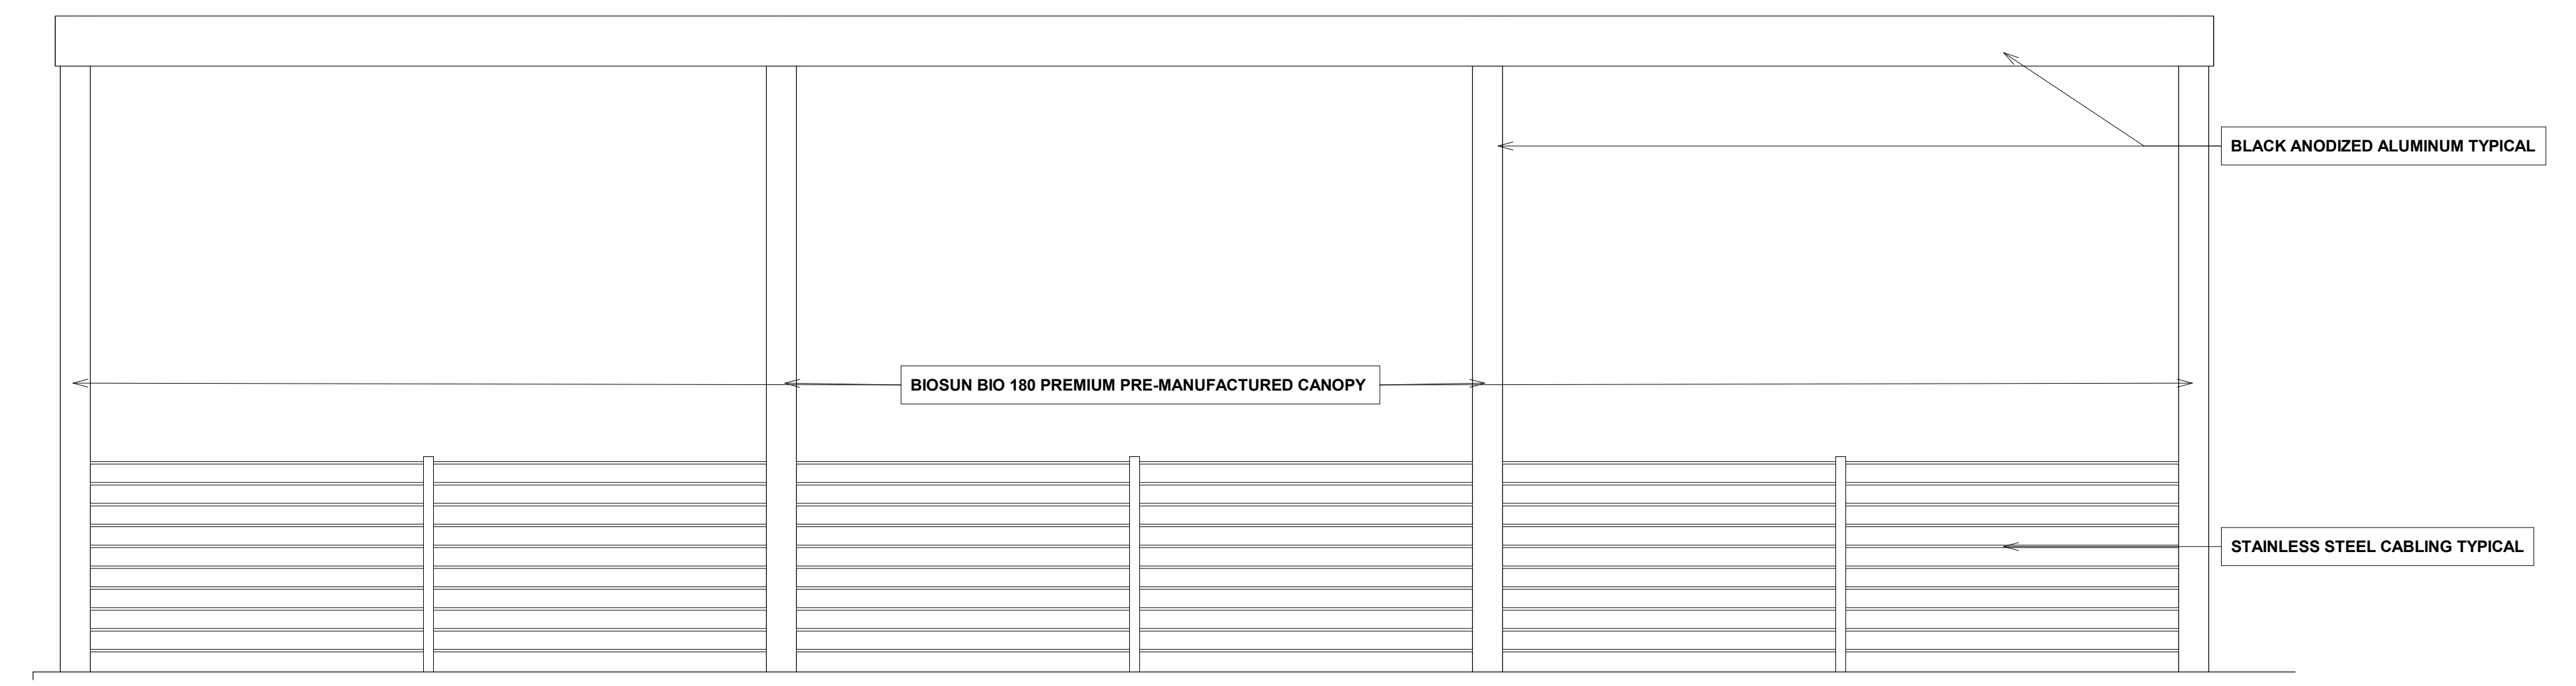 BLACK ANODIZED ALUMINUM TYPICAL
BIOSUN BIO 180 PREMIUM PRE-MANUFACTURED CANOPY
STAINLESS STEEL CABLING TYPICAL